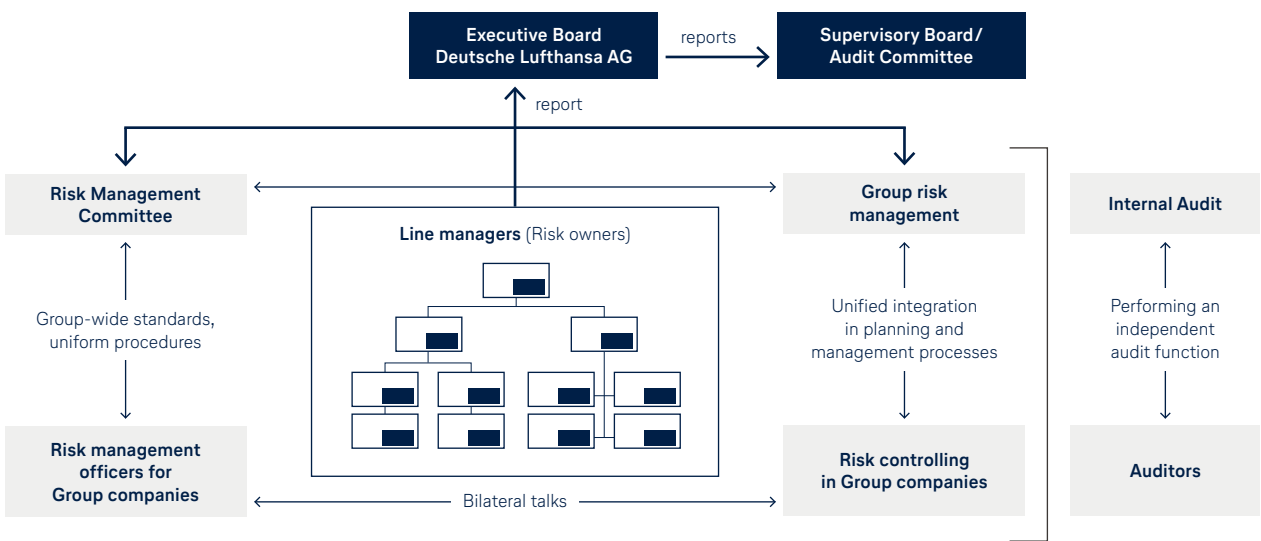 Executive Board
Deutsche Lufthansa AG
reports
Supervisory Board/
Audit Committee
report
Risk Management
Committee
Group risk
management
Internal Audit
Line managers (Risk owners)
Group-wide standards,
uniform procedures
Unified integration
in planning and
management processes
Performing an
independent
audit function
Risk management
officers for
Group companies
Bilateral talks
Risk controlling
in Group companies
Auditors